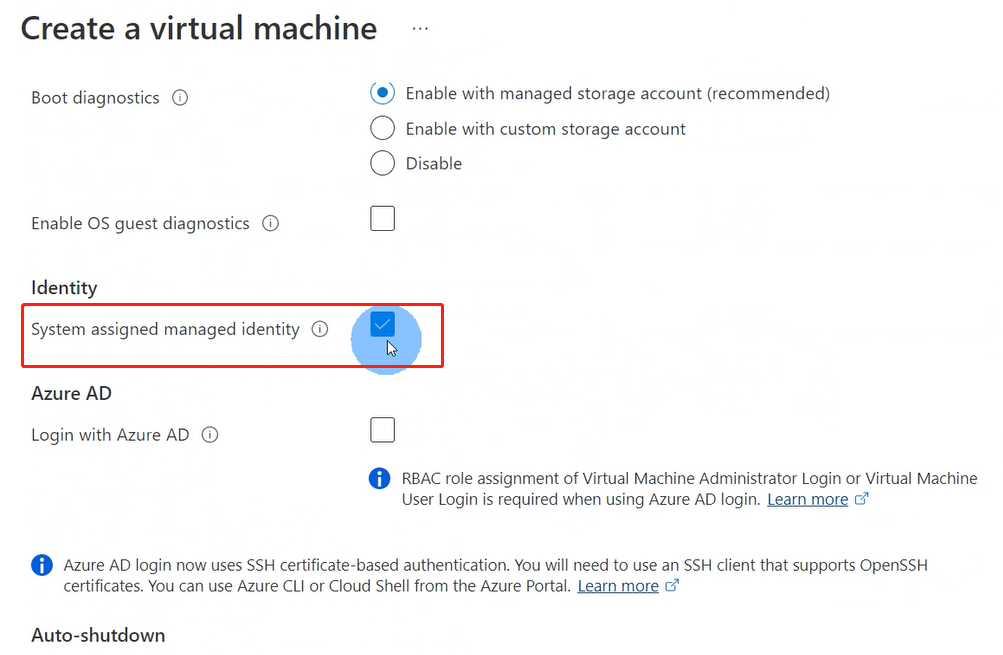 Create a virtual machine ...
Boot diagnostics
Enable with managed storage account (recommended)
Enable with custom storage account
Disable
Enable OS guest diagnostics
Identity
System assigned managed identity
Azure AD
Login with Azure AD
RBAC role assignment of Virtual Machine Administrator Login or Virtual Machine
User Login is required when using Azure AD login. Learn more
Azure AD login now uses SSH certificate-based authentication. You will need to use an SSH client that supports OpenSSH
certificates. You can use Azure CLI or Cloud Shell from the Azure Portal. Learn more
Auto-shutdown